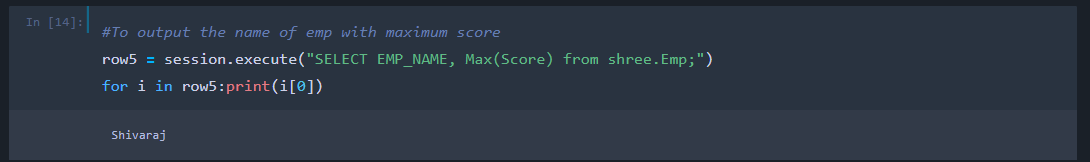 In [14]:
#To output the name of emp with maximum score
row5 = session.execute("SELECT EMP_NAME, Max(Score) from shree.Emp;")
for i in row5:print(i[0])
Shivaraj